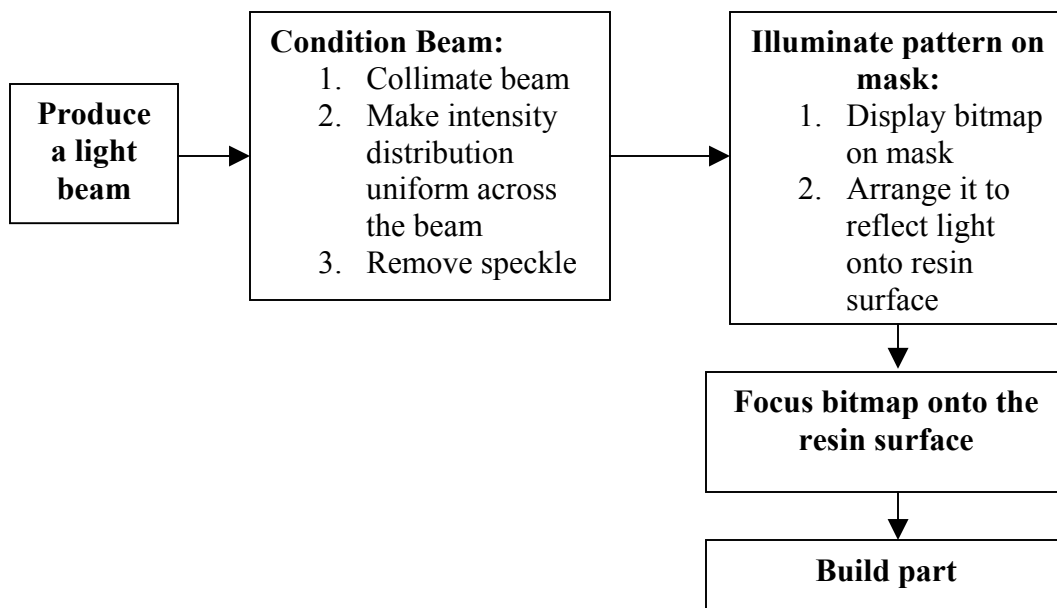 Produce
a light
beam
Condition Beam:
1. Collimate beam
2. Make intensity
distribution
uniform across
the beam
3. Remove speckle
Illuminate pattern on
mask:
1. Display bitmap
on mask
2. Arrange it to
reflect light
onto resin
surface
Focus bitmap onto the
resin surface
Build part